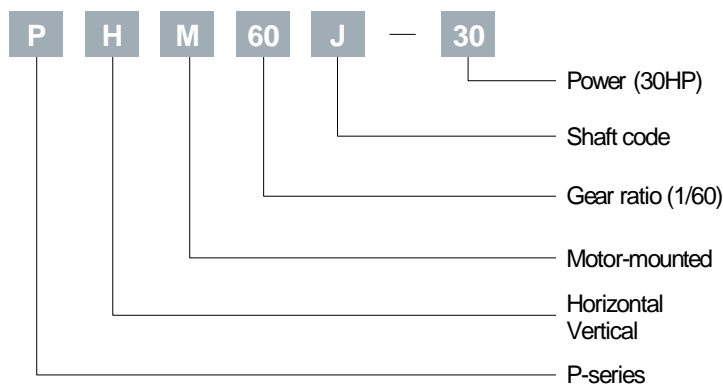 P H M 60 J — 30
Power (30HP)
Shaft code
Gear ratio (1/60)
Motor-mounted
Horizontal
Vertical
P-series